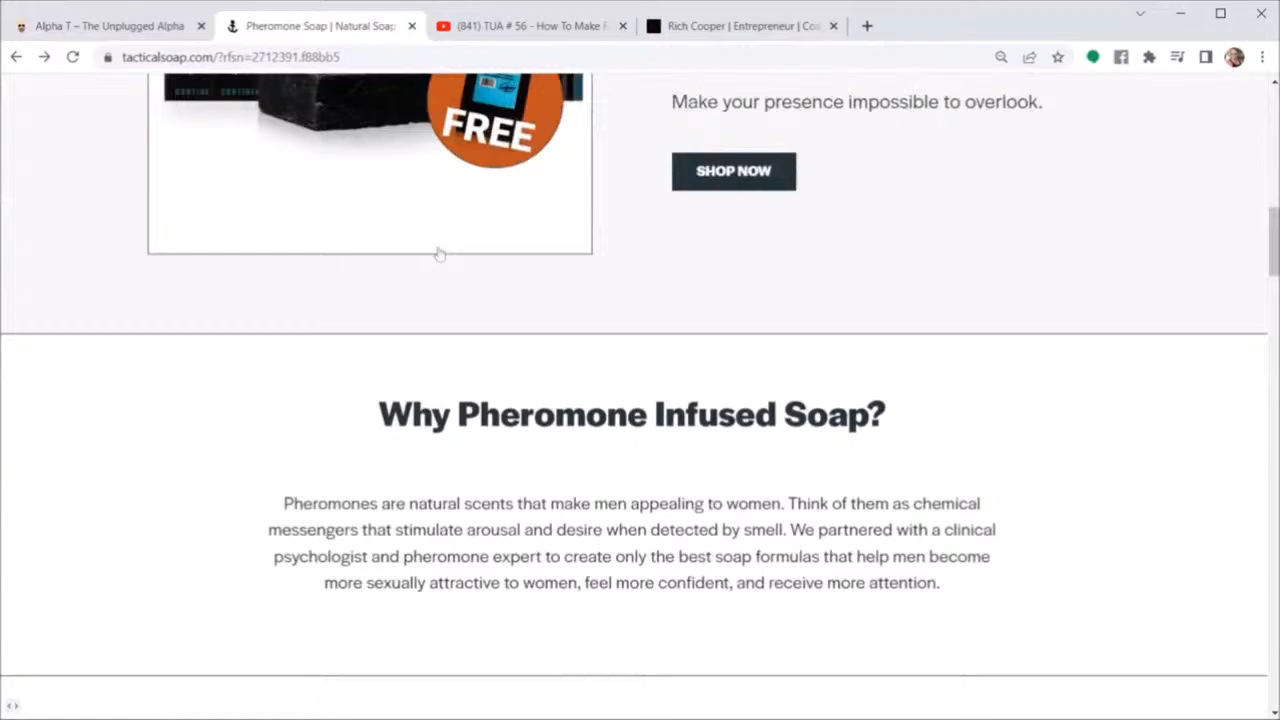 Alpha T – The Unplugged Alpha
Pheromone Soap | Natural Soap
(841) TUA # 56 - How To Make F
Rich Cooper | Entrepreneur | Co
tacticalsoap.com/?rfsn=2712391.f88bb5
FREE
Make your presence impossible to overlook.
SHOP NOW
Why Pheromone Infused Soap?
Pheromones are natural scents that make men appealing to women. Think of them as chemical
messengers that stimulate arousal and desire when detected by smell. We partnered with a clinical
psychologist and pheromone expert to create only the best soap formulas that help men become
more sexually attractive to women, feel more confident, and receive more attention.